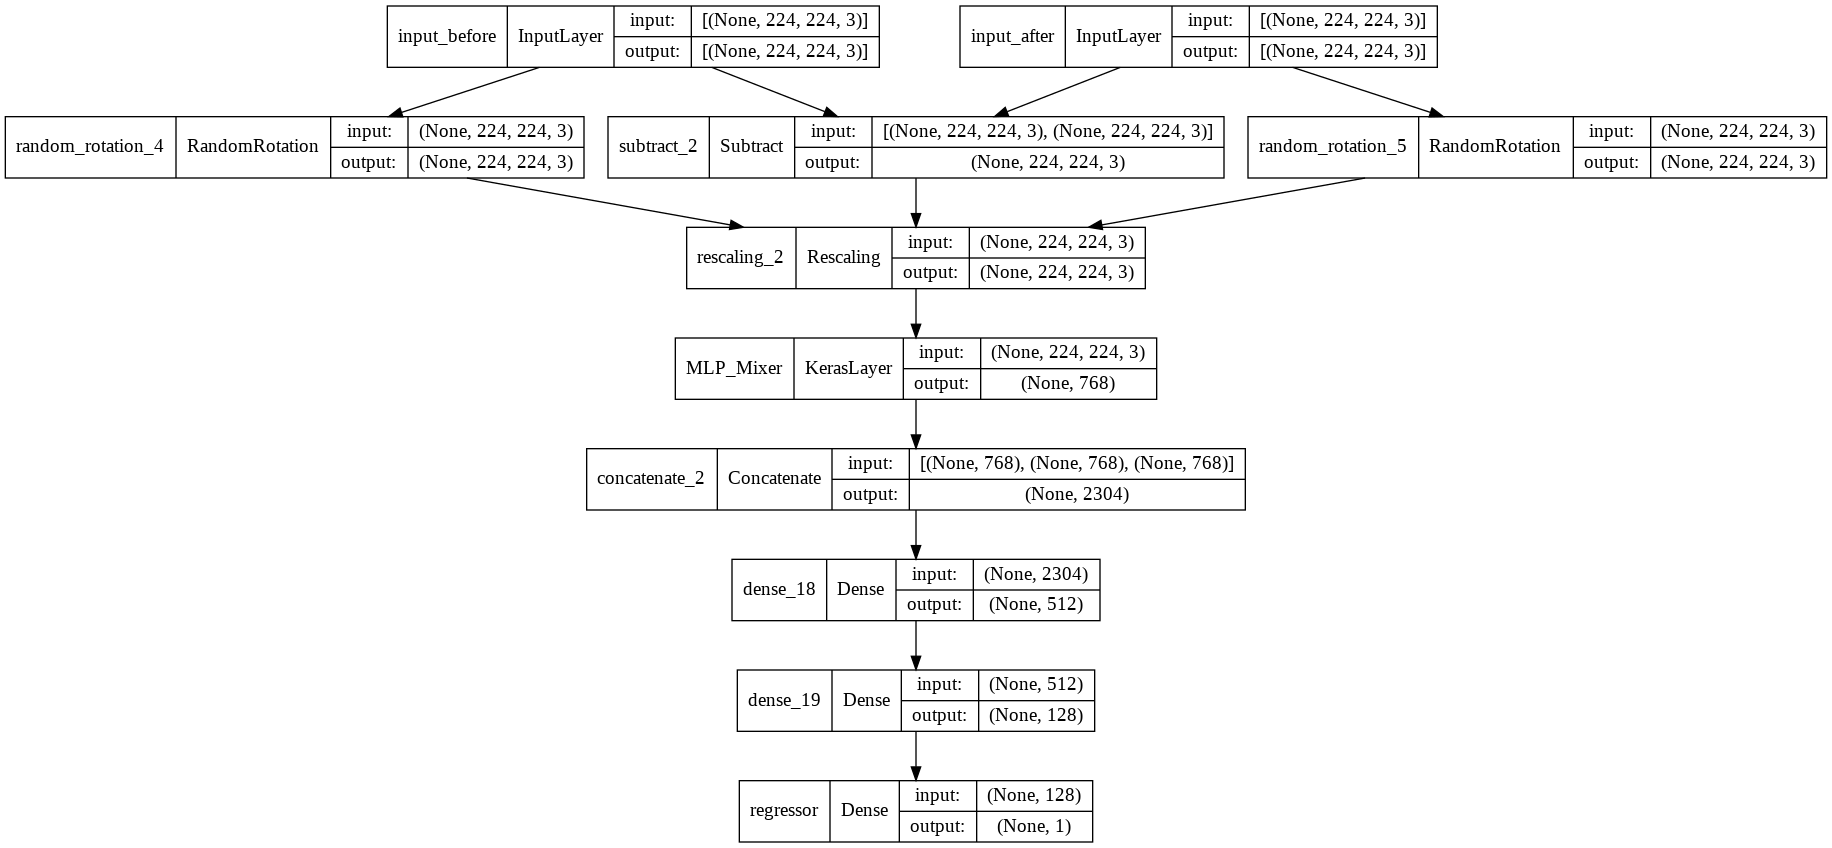 input_before InputLayer input: [(None, 224, 224, 3)]
output: [(None, 224, 224, 3)]
input_after InputLayer input: [(None, 224, 224, 3)]
output: [(None, 224, 224, 3)]
random_rotation_4 RandomRotation input: (None, 224, 224, 3)
output: (None, 224, 224, 3)
subtract_2 Subtract input: [(None, 224, 224, 3), (None, 224, 224, 3)]
output: (None, 224, 224, 3)
random_rotation_5 RandomRotation input: (None, 224, 224, 3)
output: (None, 224, 224, 3)
rescaling_2 Rescaling input: (None, 224, 224, 3)
output: (None, 224, 224, 3)
MLP_Mixer KerasLayer input: (None, 224, 224, 3)
output: (None, 768)
concatenate_2 Concatenate input: [(None, 768), (None, 768), (None, 768)]
output: (None, 2304)
dense_18 Dense input: (None, 2304)
output: (None, 512)
dense_19 Dense input: (None, 512)
output: (None, 128)
regressor Dense input: (None, 128)
output: (None, 1)